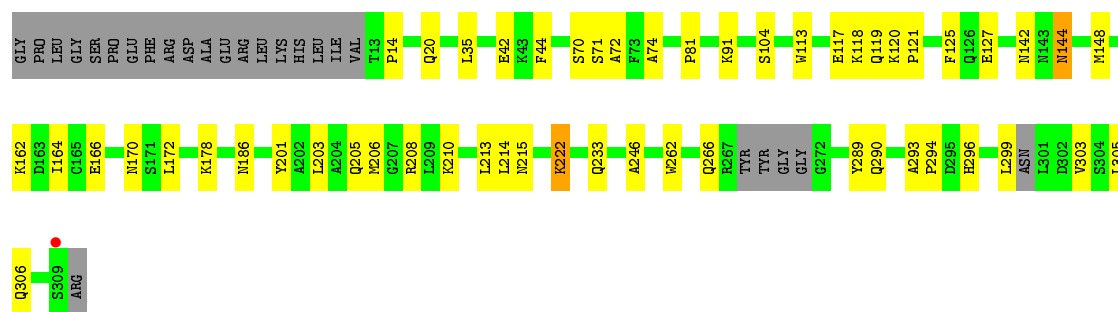 GLY PRO LEU GLY SER PRO GLU PHE ARG ASP ALA GLU ARG LEU LYS HIS LEU ILE VAL T13 P14 Q20 L35 E42 K43 F44 S70 S71 A72 F73 A74 P81 K91 S104 W113 E117 K118 Q119 K120 P121 F125 Q126 E127 N142 N143 N144 M148
K162 D163 I164 C165 E166 N170 S171 L172 K178 N186 Y201 A202 L203 A204 Q205 M206 G207 R208 L209 K210 L213 L214 N215 K222 Q233 A246 W262 Q266 R267 TYR TYR GLY GLY G272 Y289 Q290 A293 P294 D295 H296 L299 ASN L301 D302 V303 S304 L305
Q306 S309 ARG